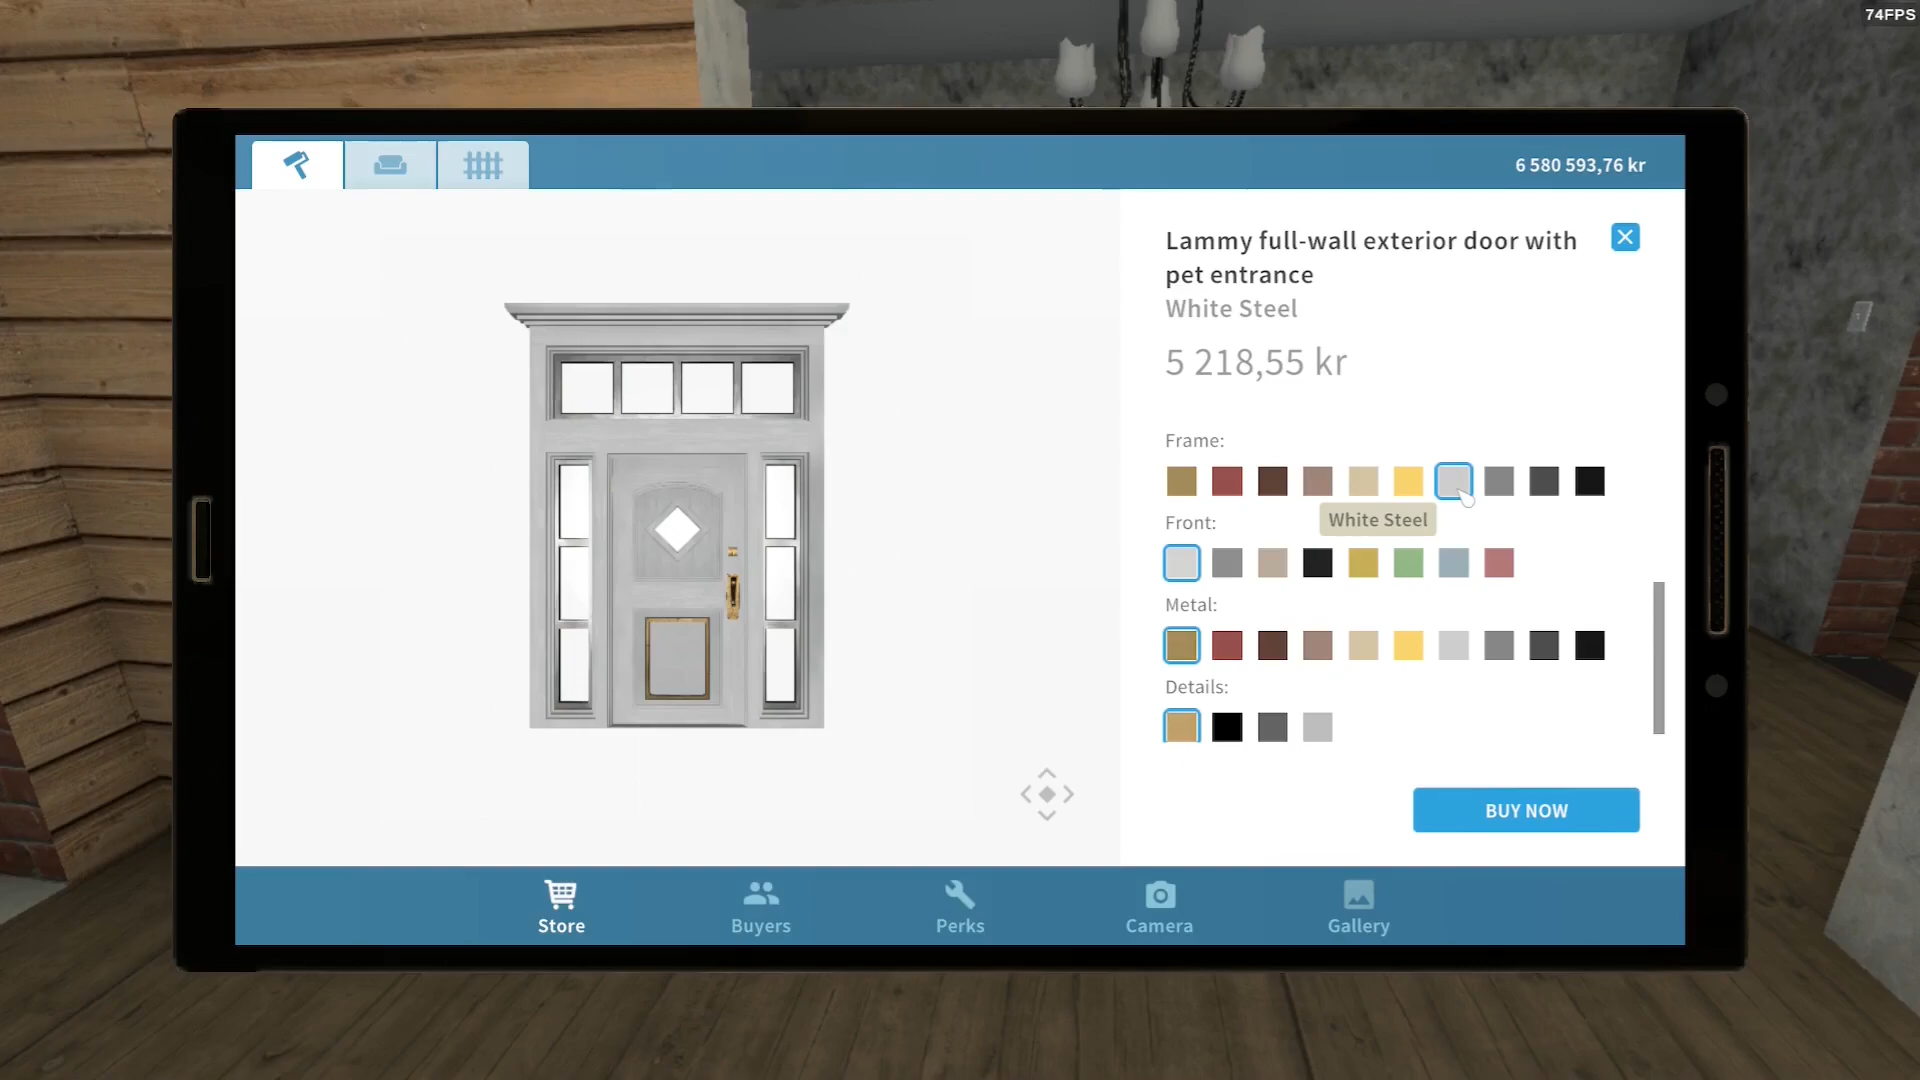 74FPS
6 580 593,76 kr
Lammy full-wall exterior door with
pet entrance
White Steel
5 218,55 kr
Frame:
White Steel
Front:
Metal:
Details:
BUY NOW
Store
Buyers
Perks
Camera
Gallery